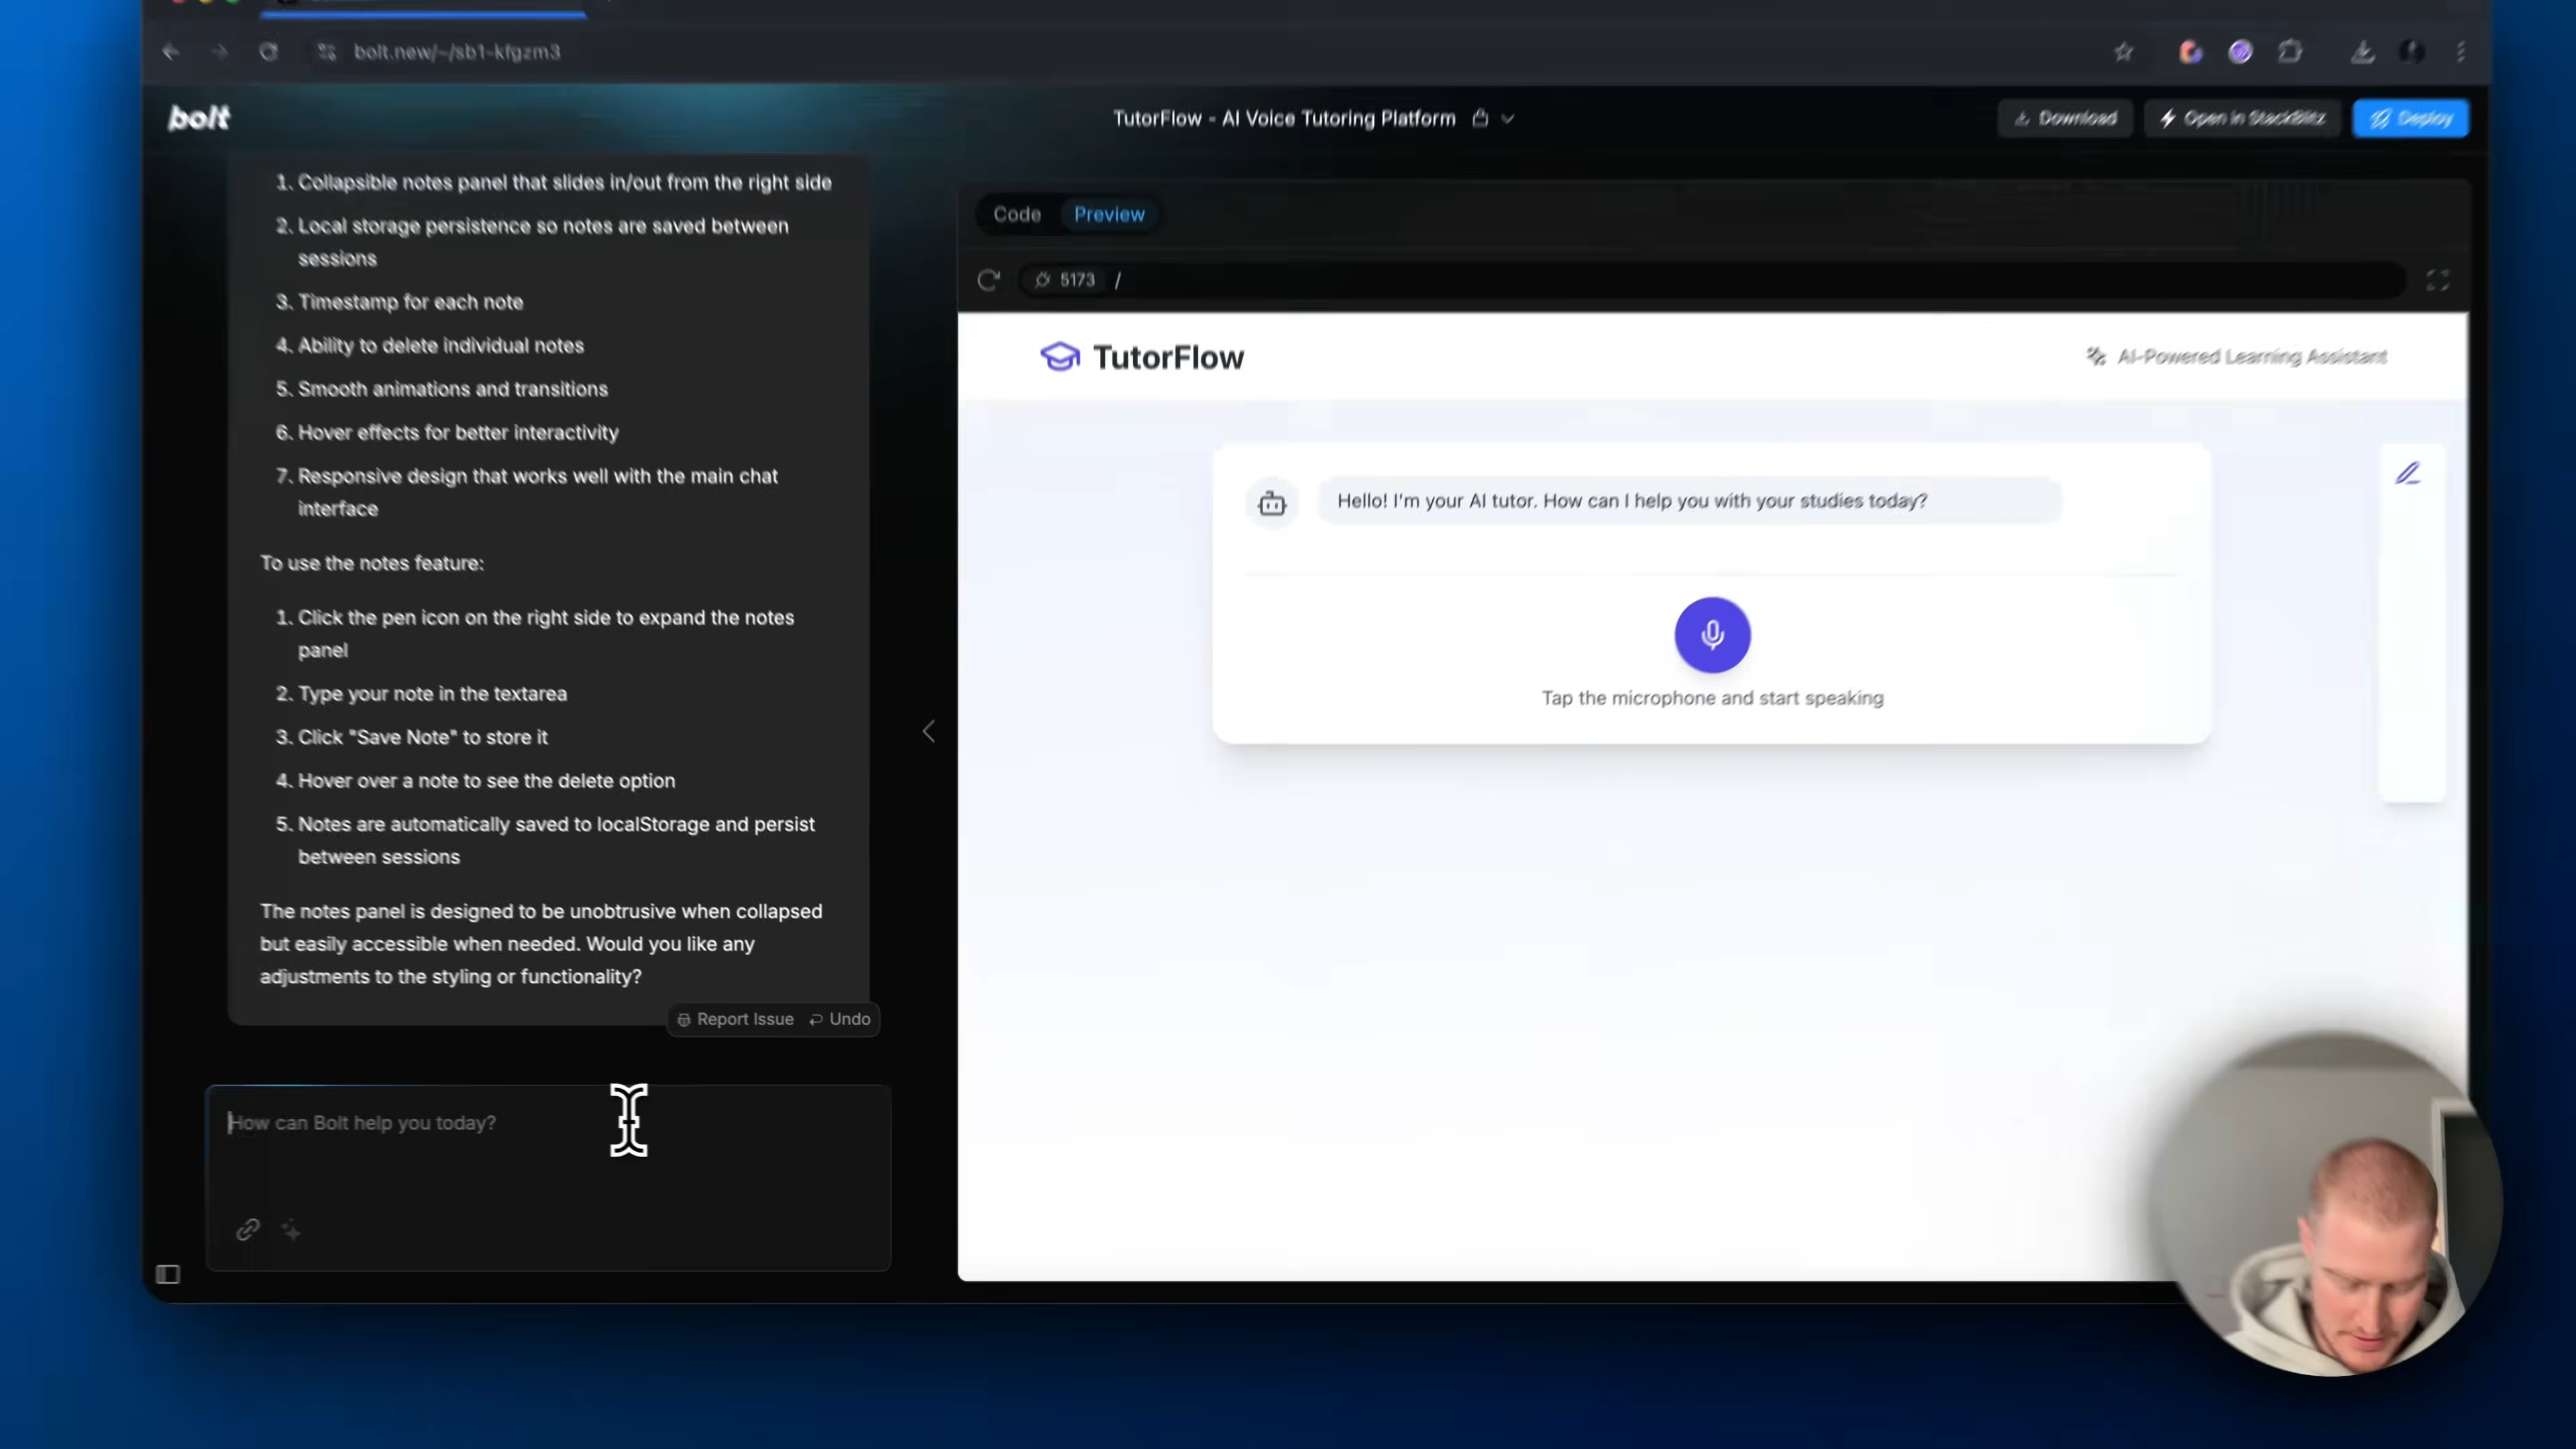 bolt.new/~/sb1-kfgzm3
bolt
TutorFlow - AI Voice Tutoring Platform
Download
Open in StackBlitz
Deploy
1. Collapsible notes panel that slides in/out from the right side
2. Local storage persistence so notes are saved between
sessions
3. Timestamp for each note
4. Ability to delete individual notes
5. Smooth animations and transitions
6. Hover effects for better interactivity
7. Responsive design that works well with the main chat
interface
To use the notes feature:
1. Click the pen icon on the right side to expand the notes
panel
2. Type your note in the textarea
3. Click "Save Note" to store it
4. Hover over a note to see the delete option
5. Notes are automatically saved to localStorage and persist
between sessions
The notes panel is designed to be unobtrusive when collapsed
but easily accessible when needed. Would you like any
adjustments to the styling or functionality?
Report Issue
Undo
How can Bolt help you today?
Code
Preview
5173
/
TutorFlow
AI-Powered Learning Assistant
Hello! I'm your AI tutor. How can I help you with your studies today?
Tap the microphone and start speaking